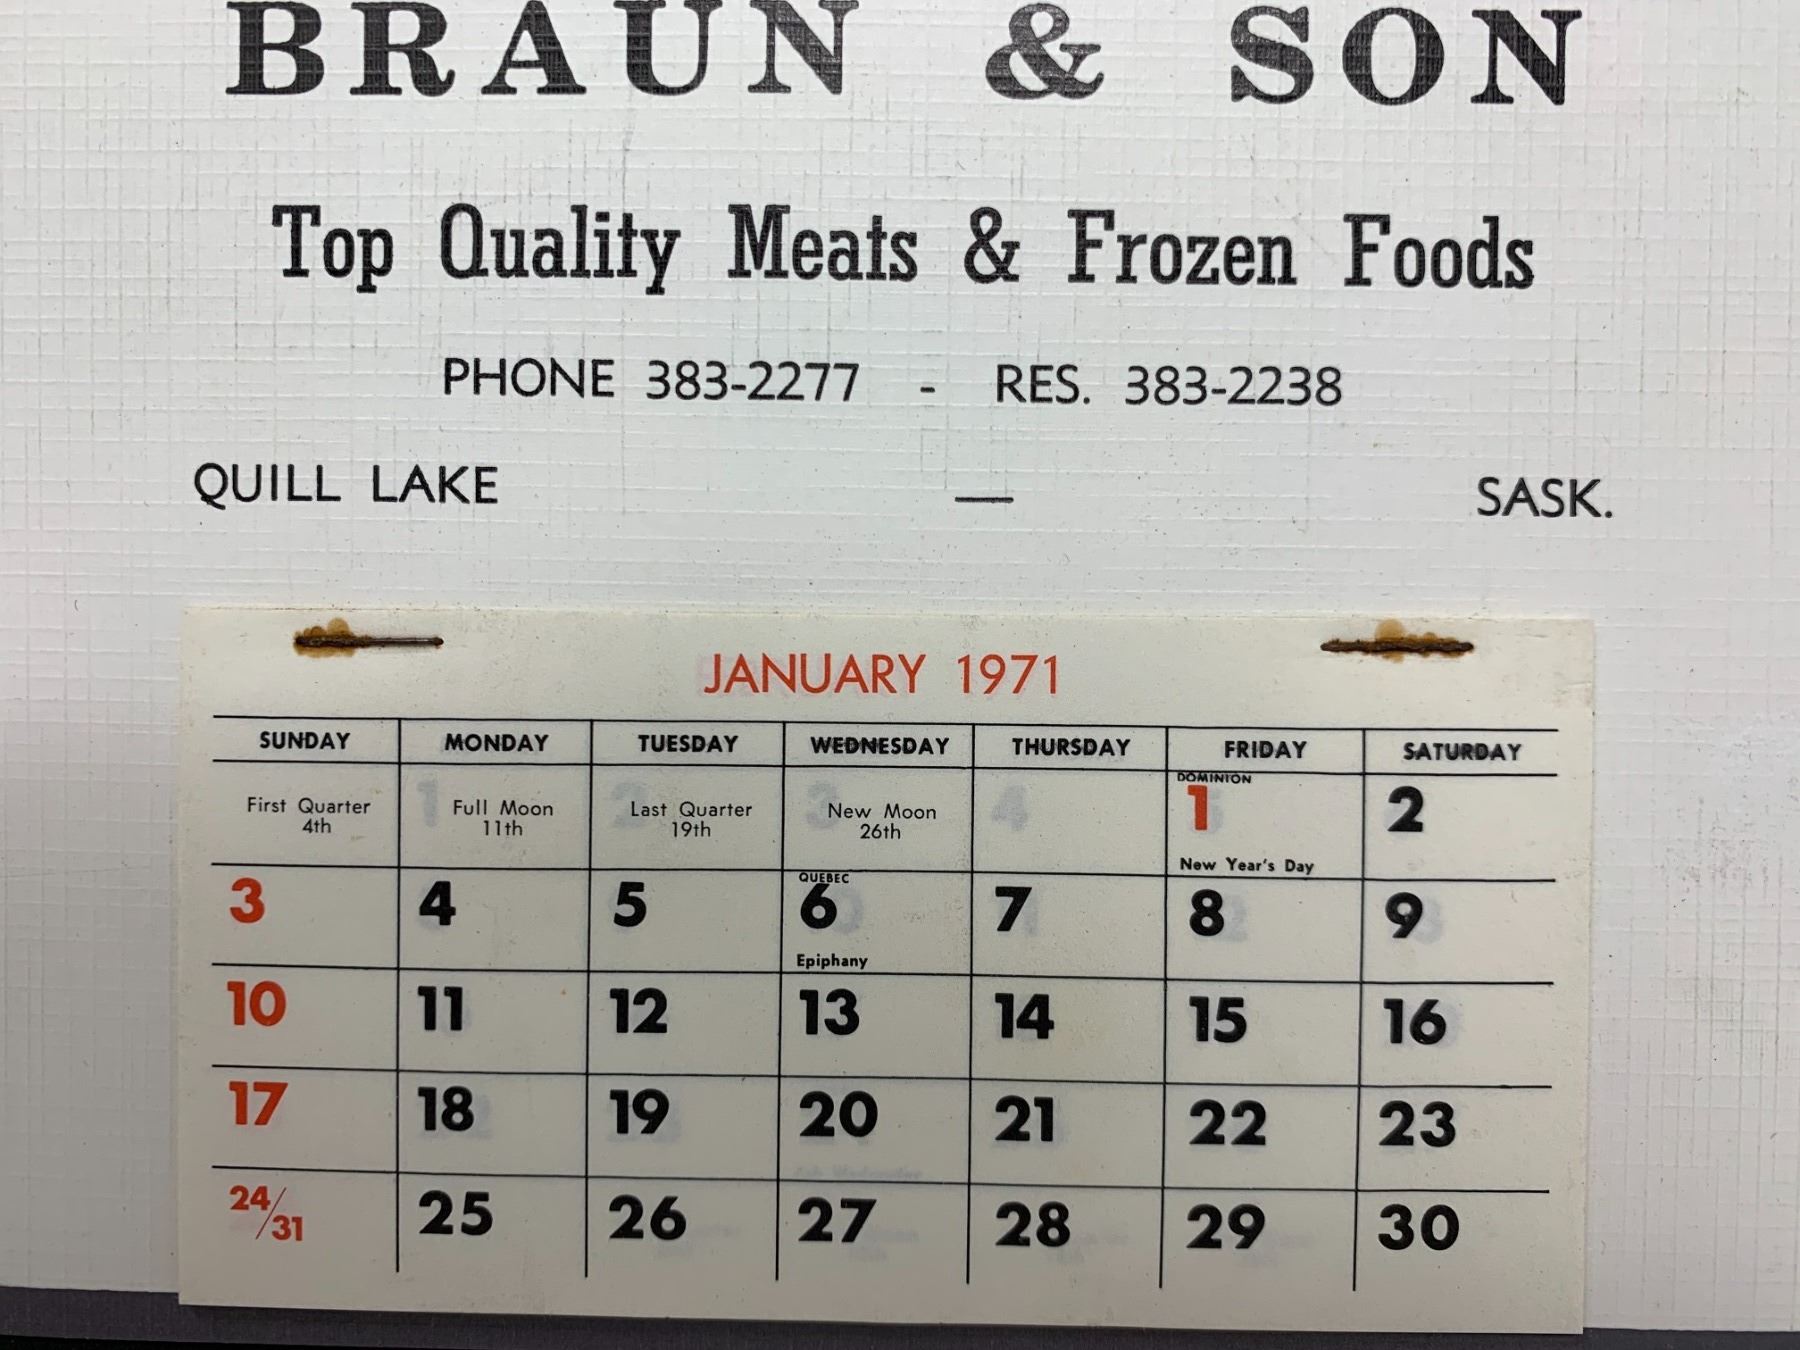 BRAUN & SON
Top Quality Meats & Frozen Foods
PHONE 383-2277 - RES. 383-2238
QUILL LAKE — SASK.
JANUARY 1971
SUNDAY MONDAY TUESDAY WEDNESDAY THURSDAY FRIDAY SATURDAY
DOMINION
First Quarter Full Moon Last Quarter New Moon 1 2
4th 11th 19th 26th
New Year's Day
QUEBEC
3 4 5 6 7 8 9
Epiphany
10 11 12 13 14 15 16
17 18 19 20 21 22 23
24/31 25 26 27 28 29 30